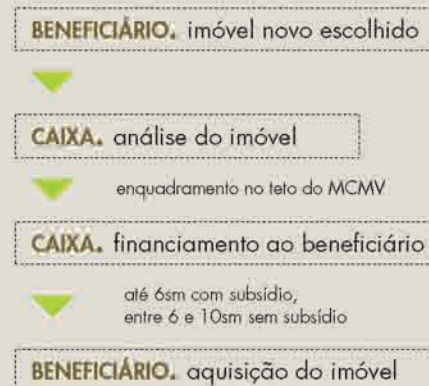 BENEFICIÁRIO. imóvel novo escolhido
CAIXA. análise do imóvel
enquadramento no teto do MCMV
CAIXA. financiamento ao beneficiário
até 6sm com subsídio,
entre 6 e 10sm sem subsídio
BENEFICIÁRIO. aquisição do imóvel